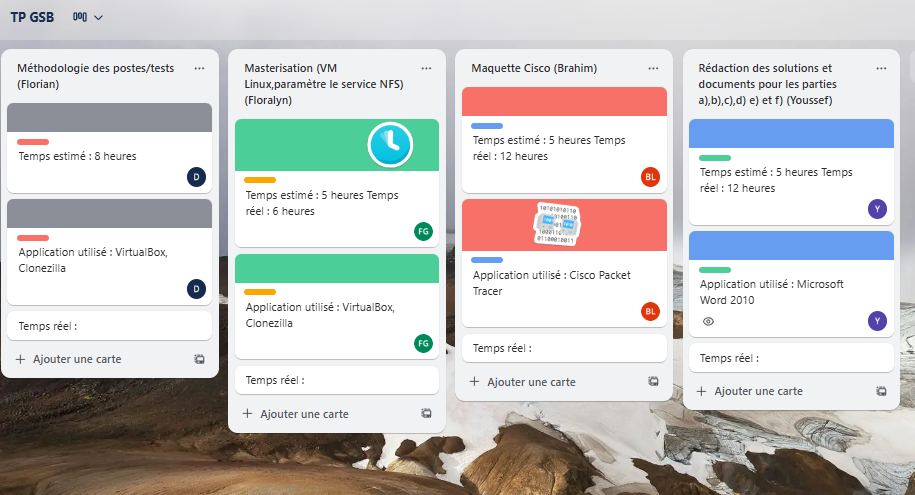 TP GSB
Méthodologie des postes/tests
(Florian)
Temps estimé : 8 heures
D
Application utilisé : VirtualBox,
Clonezilla
D
Temps réel :
Ajouter une carte
Masterisation (VM
Linux,paramètre le service NFS)
(Floralyn)
Temps estimé : 5 heures Temps
réel : 6 heures
FG
Application utilisé : VirtualBox,
Clonezilla
FG
Temps réel :
Ajouter une carte
Maquette Cisco (Brahim)
Temps estimé : 5 heures Temps
réel : 12 heures
BL
Application utilisé : Cisco Packet
Tracer
BL
Temps réel :
Ajouter une carte
Rédaction des solutions et
documents pour les parties
a),b),c),d) e) et f) (Youssef)
Temps estimé : 5 heures Temps
réel : 12 heures
Y
Application utilisé : Microsoft
Word 2010
Y
Temps réel :
Ajouter une carte